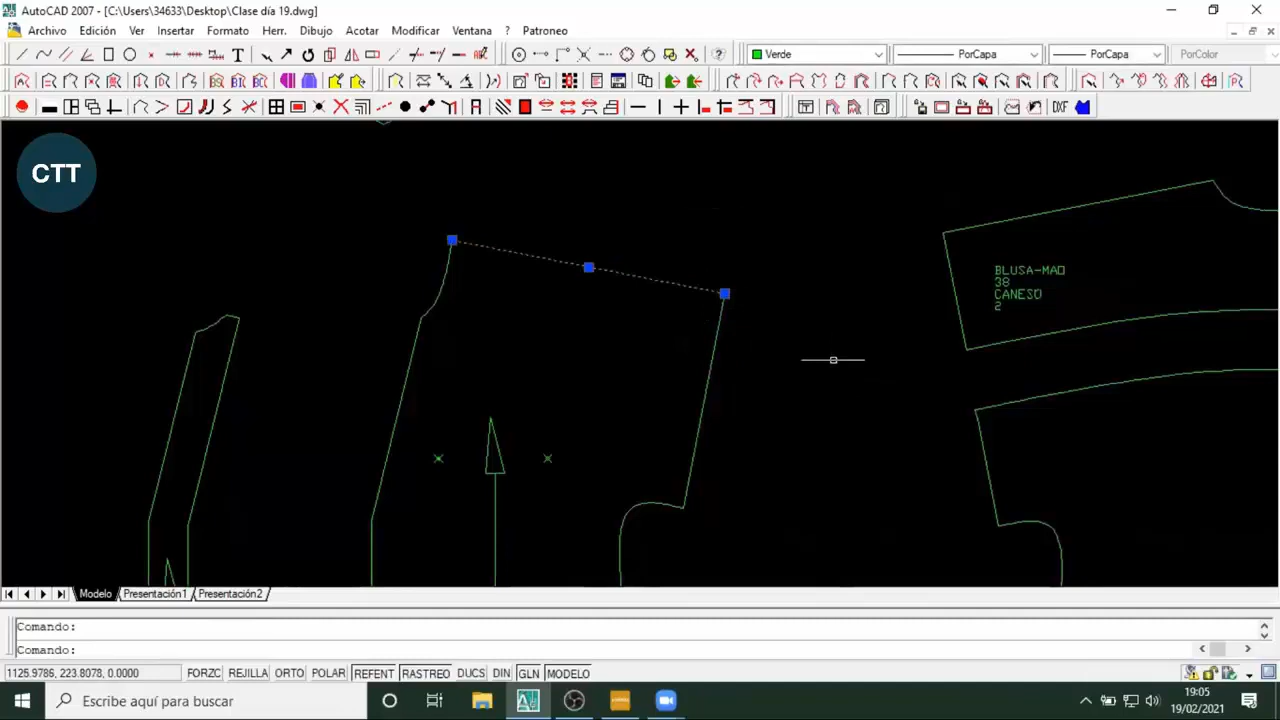 AutoCAD 2007 - [C:\Users\34633\Desktop\Clase día 19.dwg]
Archivo Edición Ver Insertar Formato Herr. Dibujo Acotar Modificar Ventana ? Patroneo
Verde PorCapa PorCapa PorColor
DXF
CTT
BLUSA-MAO
38
CANESÚ
2
Modelo Presentación1 Presentación2
Comando:
Comando:
1125.9786, 223.8078, 0.0000 FORZC REJILLA ORTO POLAR REFENT RASTREO DUCS DIN GLN MODELO
Escribe aquí para buscar
19:05
19/02/2021